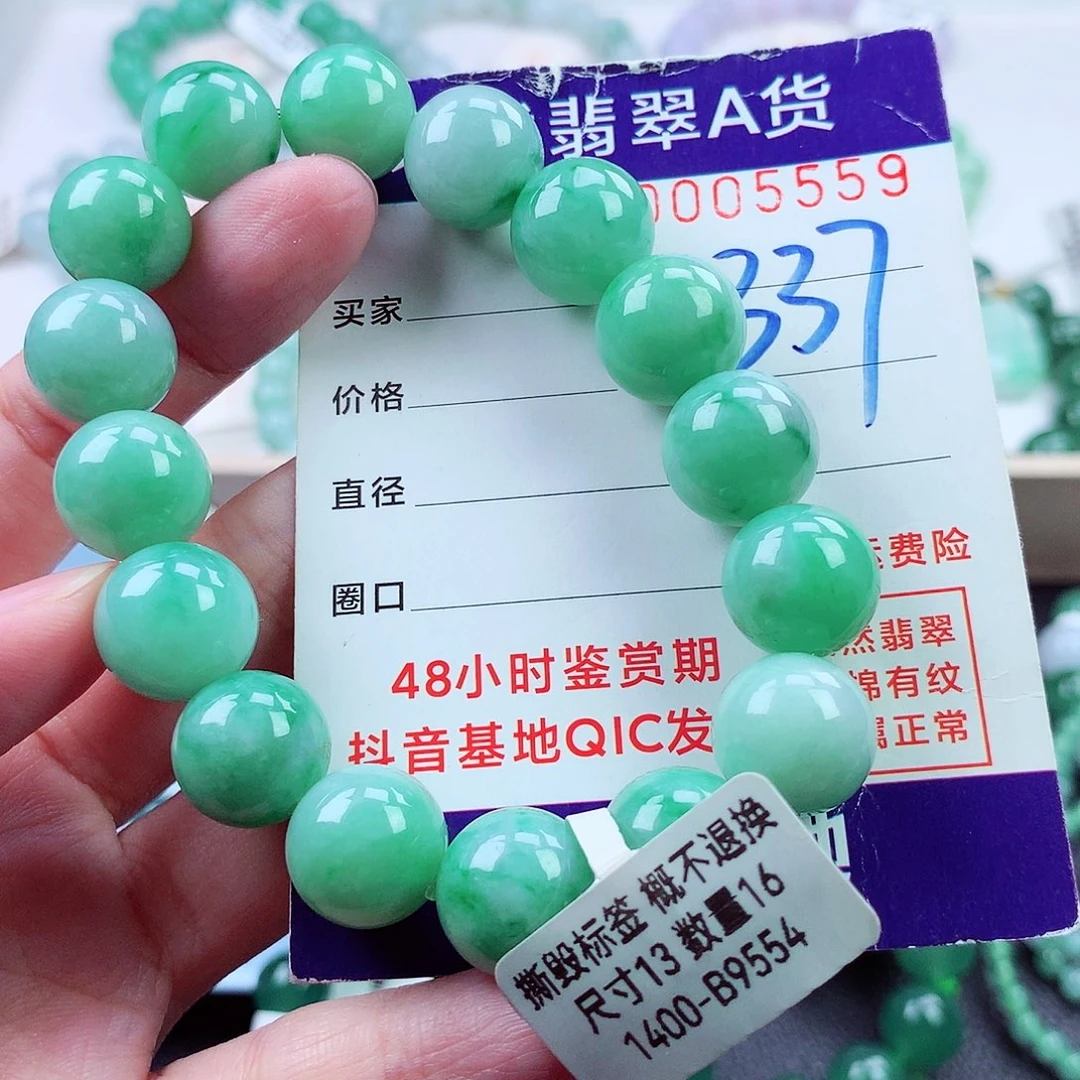 翡翠A货
0005559
337
买家
价格
直径
圈口
费险
48小时鉴赏期
抖音基地QIC发
然翡翠
棉有纹
属正常
撕毁标签 概不退换
尺寸13 数量16
1400-B9554